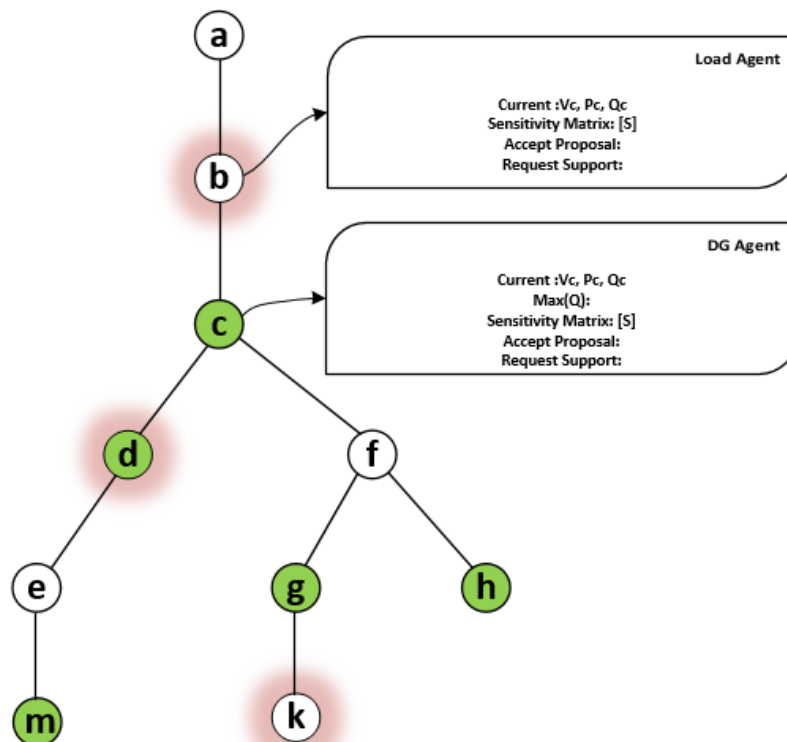 a
Load Agent
Current :Vc, Pc, Qc
Sensitivity Matrix: [S]
Accept Proposal:
Request Support:
b
DG Agent
Current :Vc, Pc, Qc
Max(Q):
Sensitivity Matrix: [S]
Accept Proposal:
Request Support:
c
d
f
e
g
h
m
k